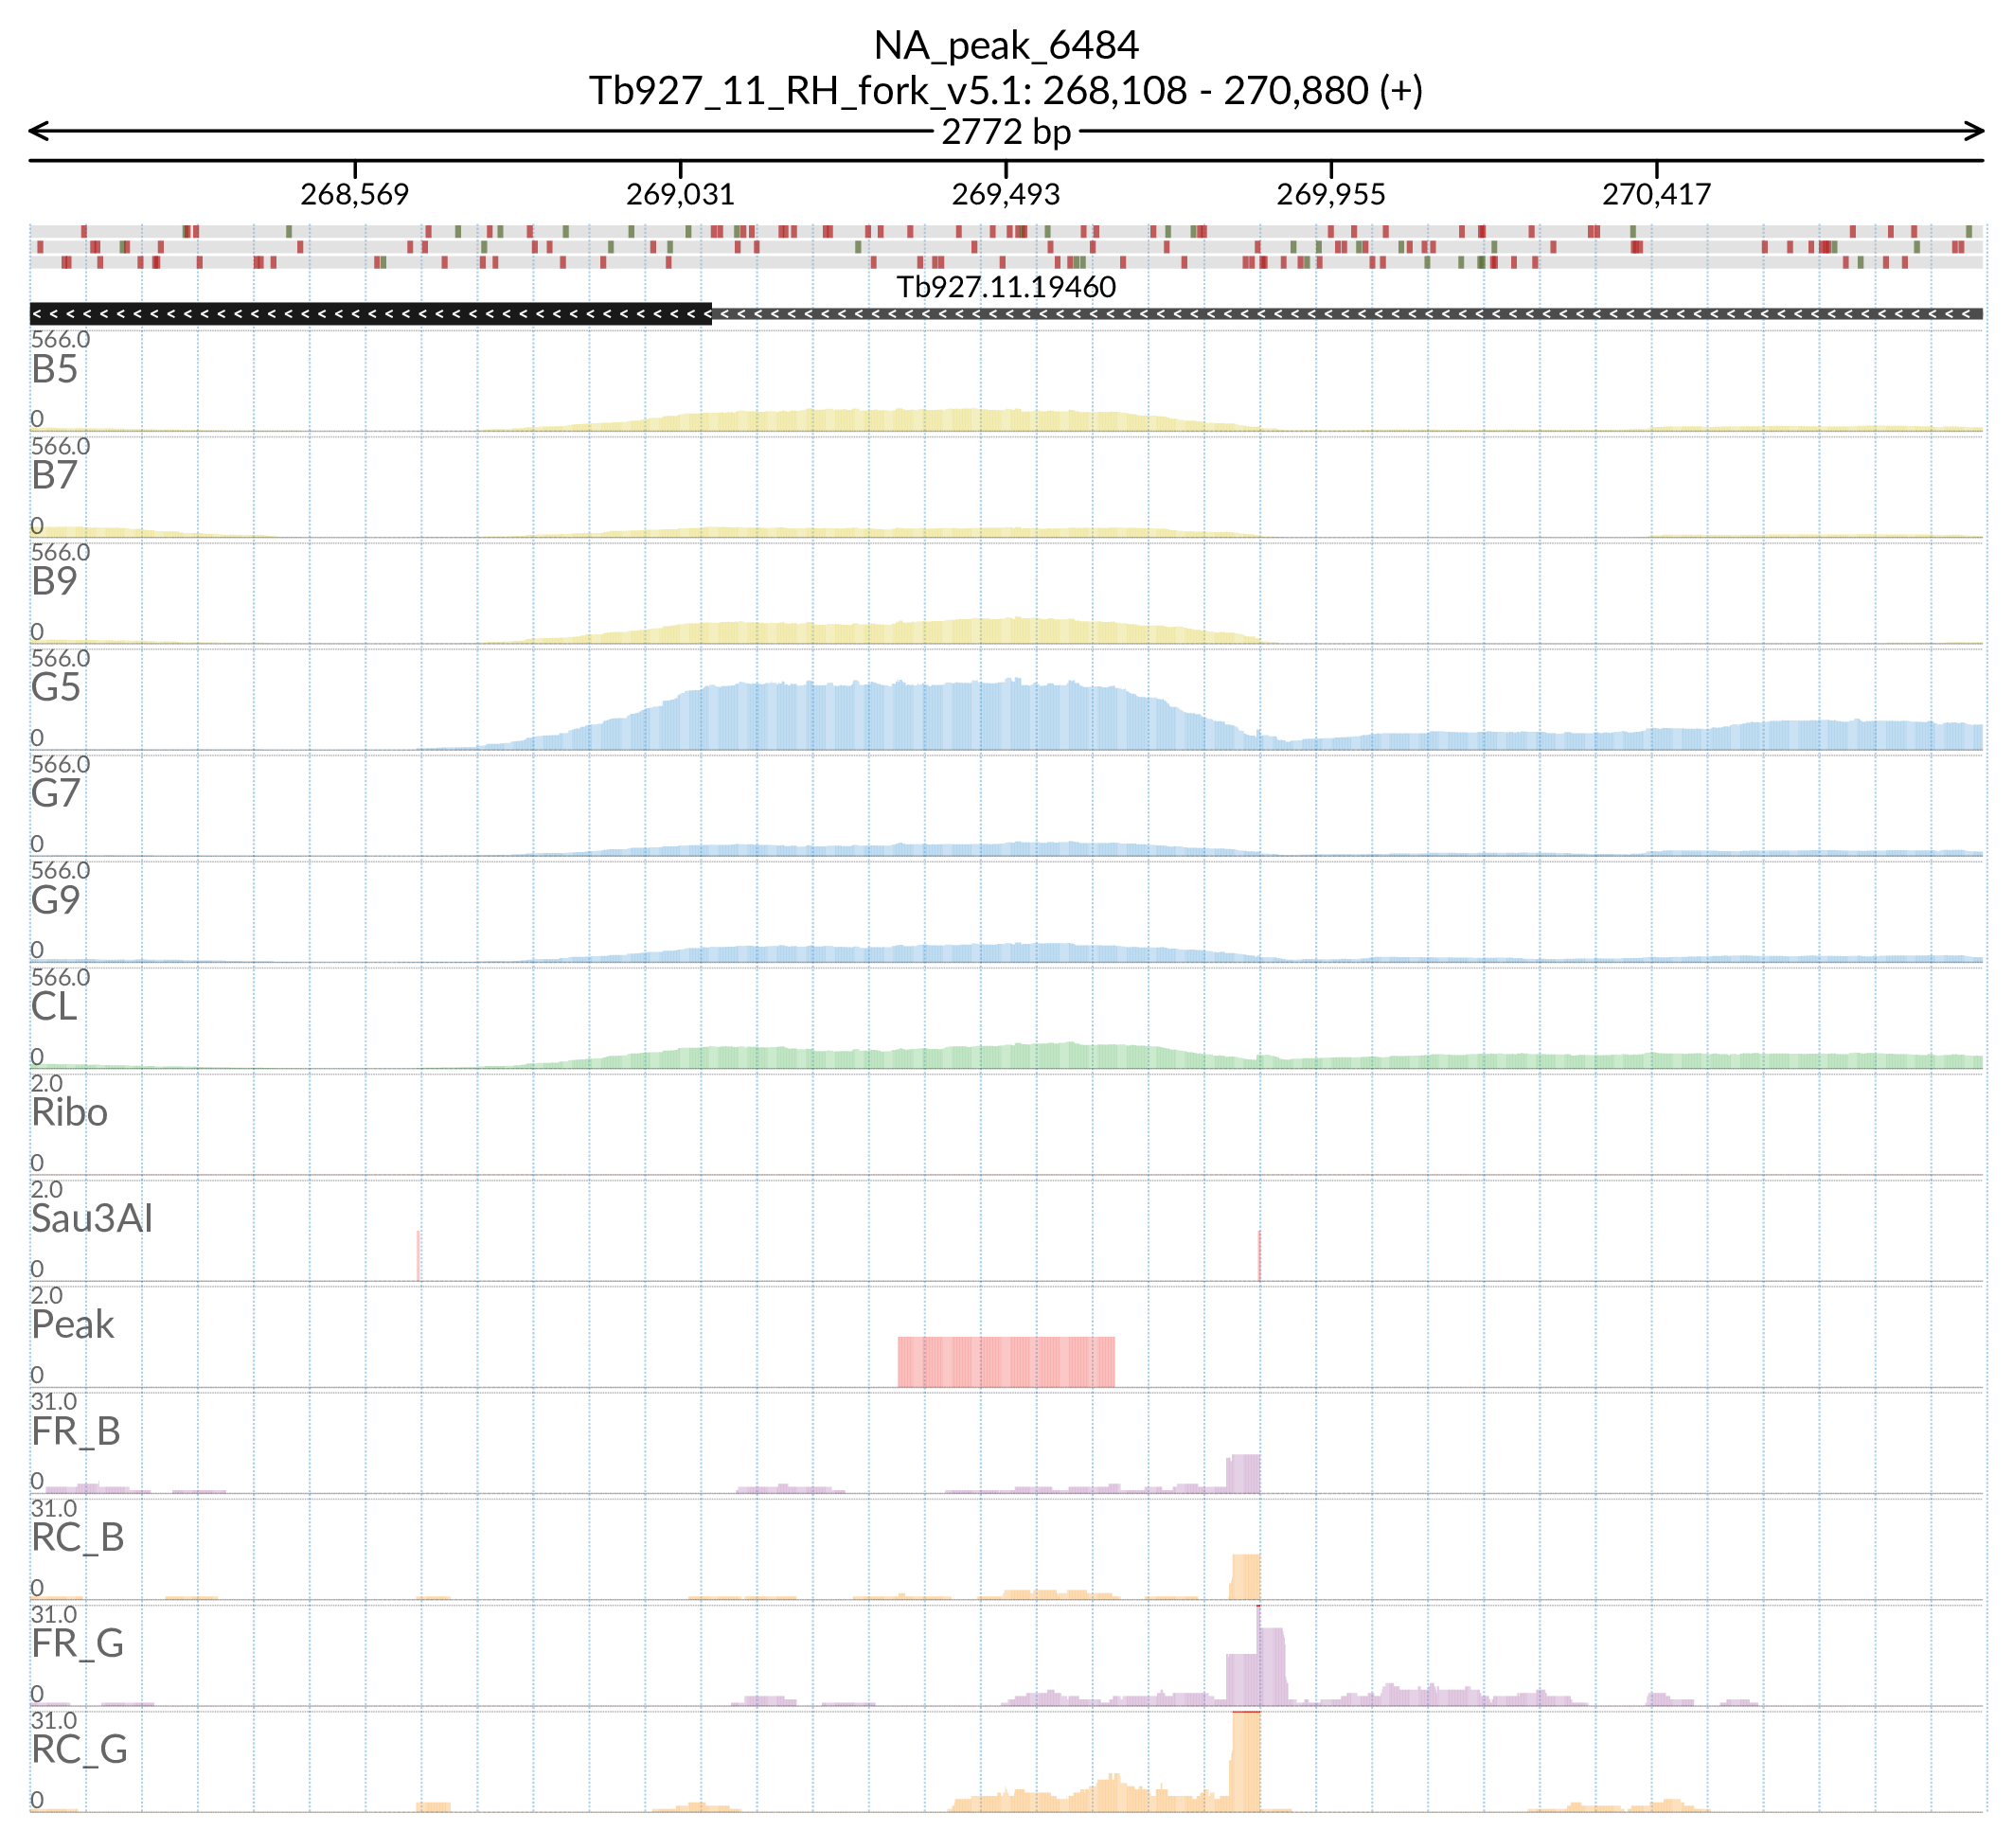 NA_peak_6484
Tb927_11_RH_fork_v5.1: 268,108 - 270,880 (+)
2772 bp
268,569 269,031 269,493 269,955 270,417
Tb927.11.19460
566.0
B5
0
566.0
B7
0
566.0
B9
0
566.0
G5
0
566.0
G7
0
566.0
G9
0
566.0
CL
0
2.0
Ribo
0
2.0
Sau3AI
0
2.0
Peak
0
31.0
FR_B
0
31.0
RC_B
0
31.0
FR_G
0
31.0
RC_G
0